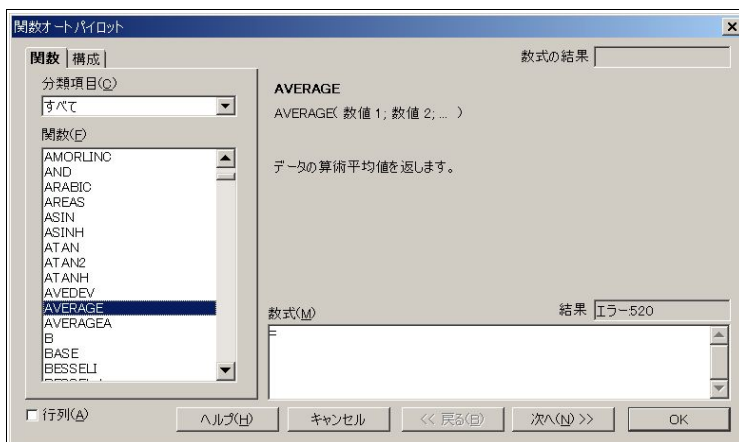 関数オートパイロット
関数 構成
数式の結果
分類項目(C)
すべて
関数(F)
AMORLINC
AND
ARABIC
AREAS
ASIN
ASINH
ATAN
ATAN2
ATANH
AVEDEV
AVERAGE
AVERAGEA
B
BASE
BESSELI
AVERAGE
AVERAGE( 数値 1; 数値 2; ... )
データの算術平均値を返します。
数式(M)
結果 エラー:520
=
行列(A)
ヘルプ(H)
キャンセル
<< 戻る(B)
次へ(N) >>
OK